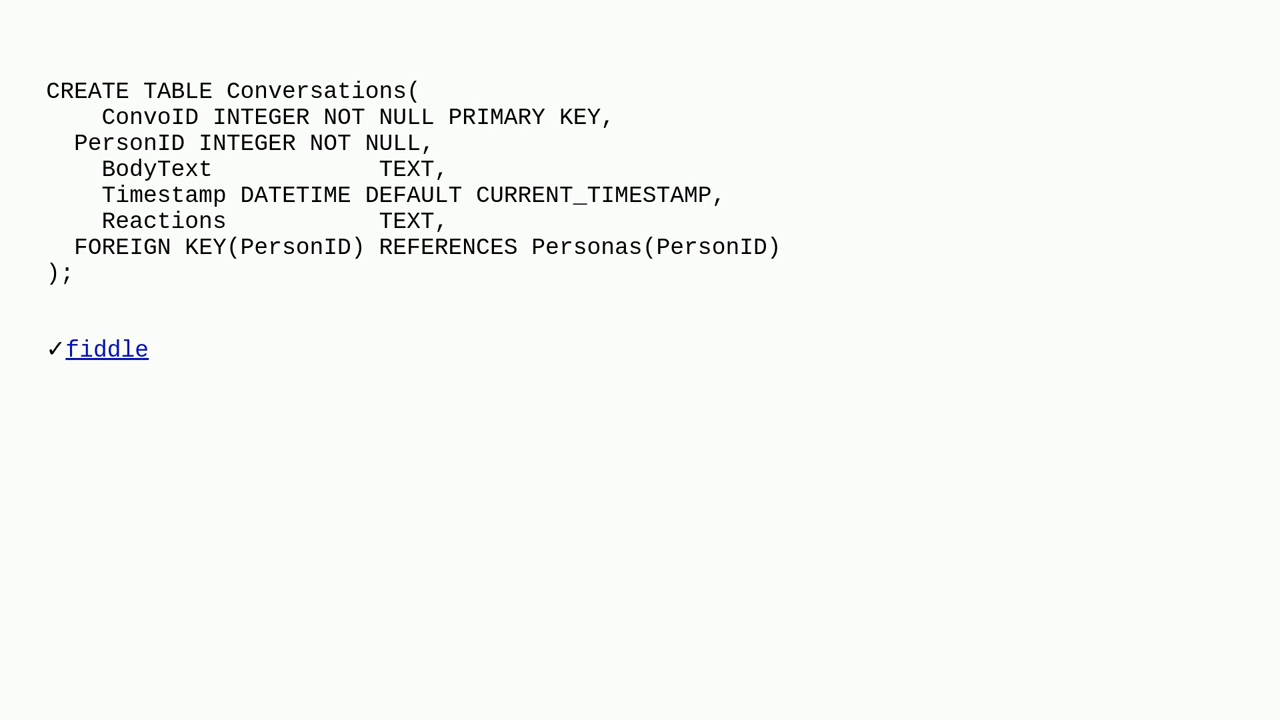 CREATE TABLE Conversations(
    ConvoID INTEGER NOT NULL PRIMARY KEY,
  PersonID INTEGER NOT NULL,
    BodyText            TEXT,
    Timestamp DATETIME DEFAULT CURRENT_TIMESTAMP,
    Reactions           TEXT,
  FOREIGN KEY(PersonID) REFERENCES Personas(PersonID)
);
✓fiddle